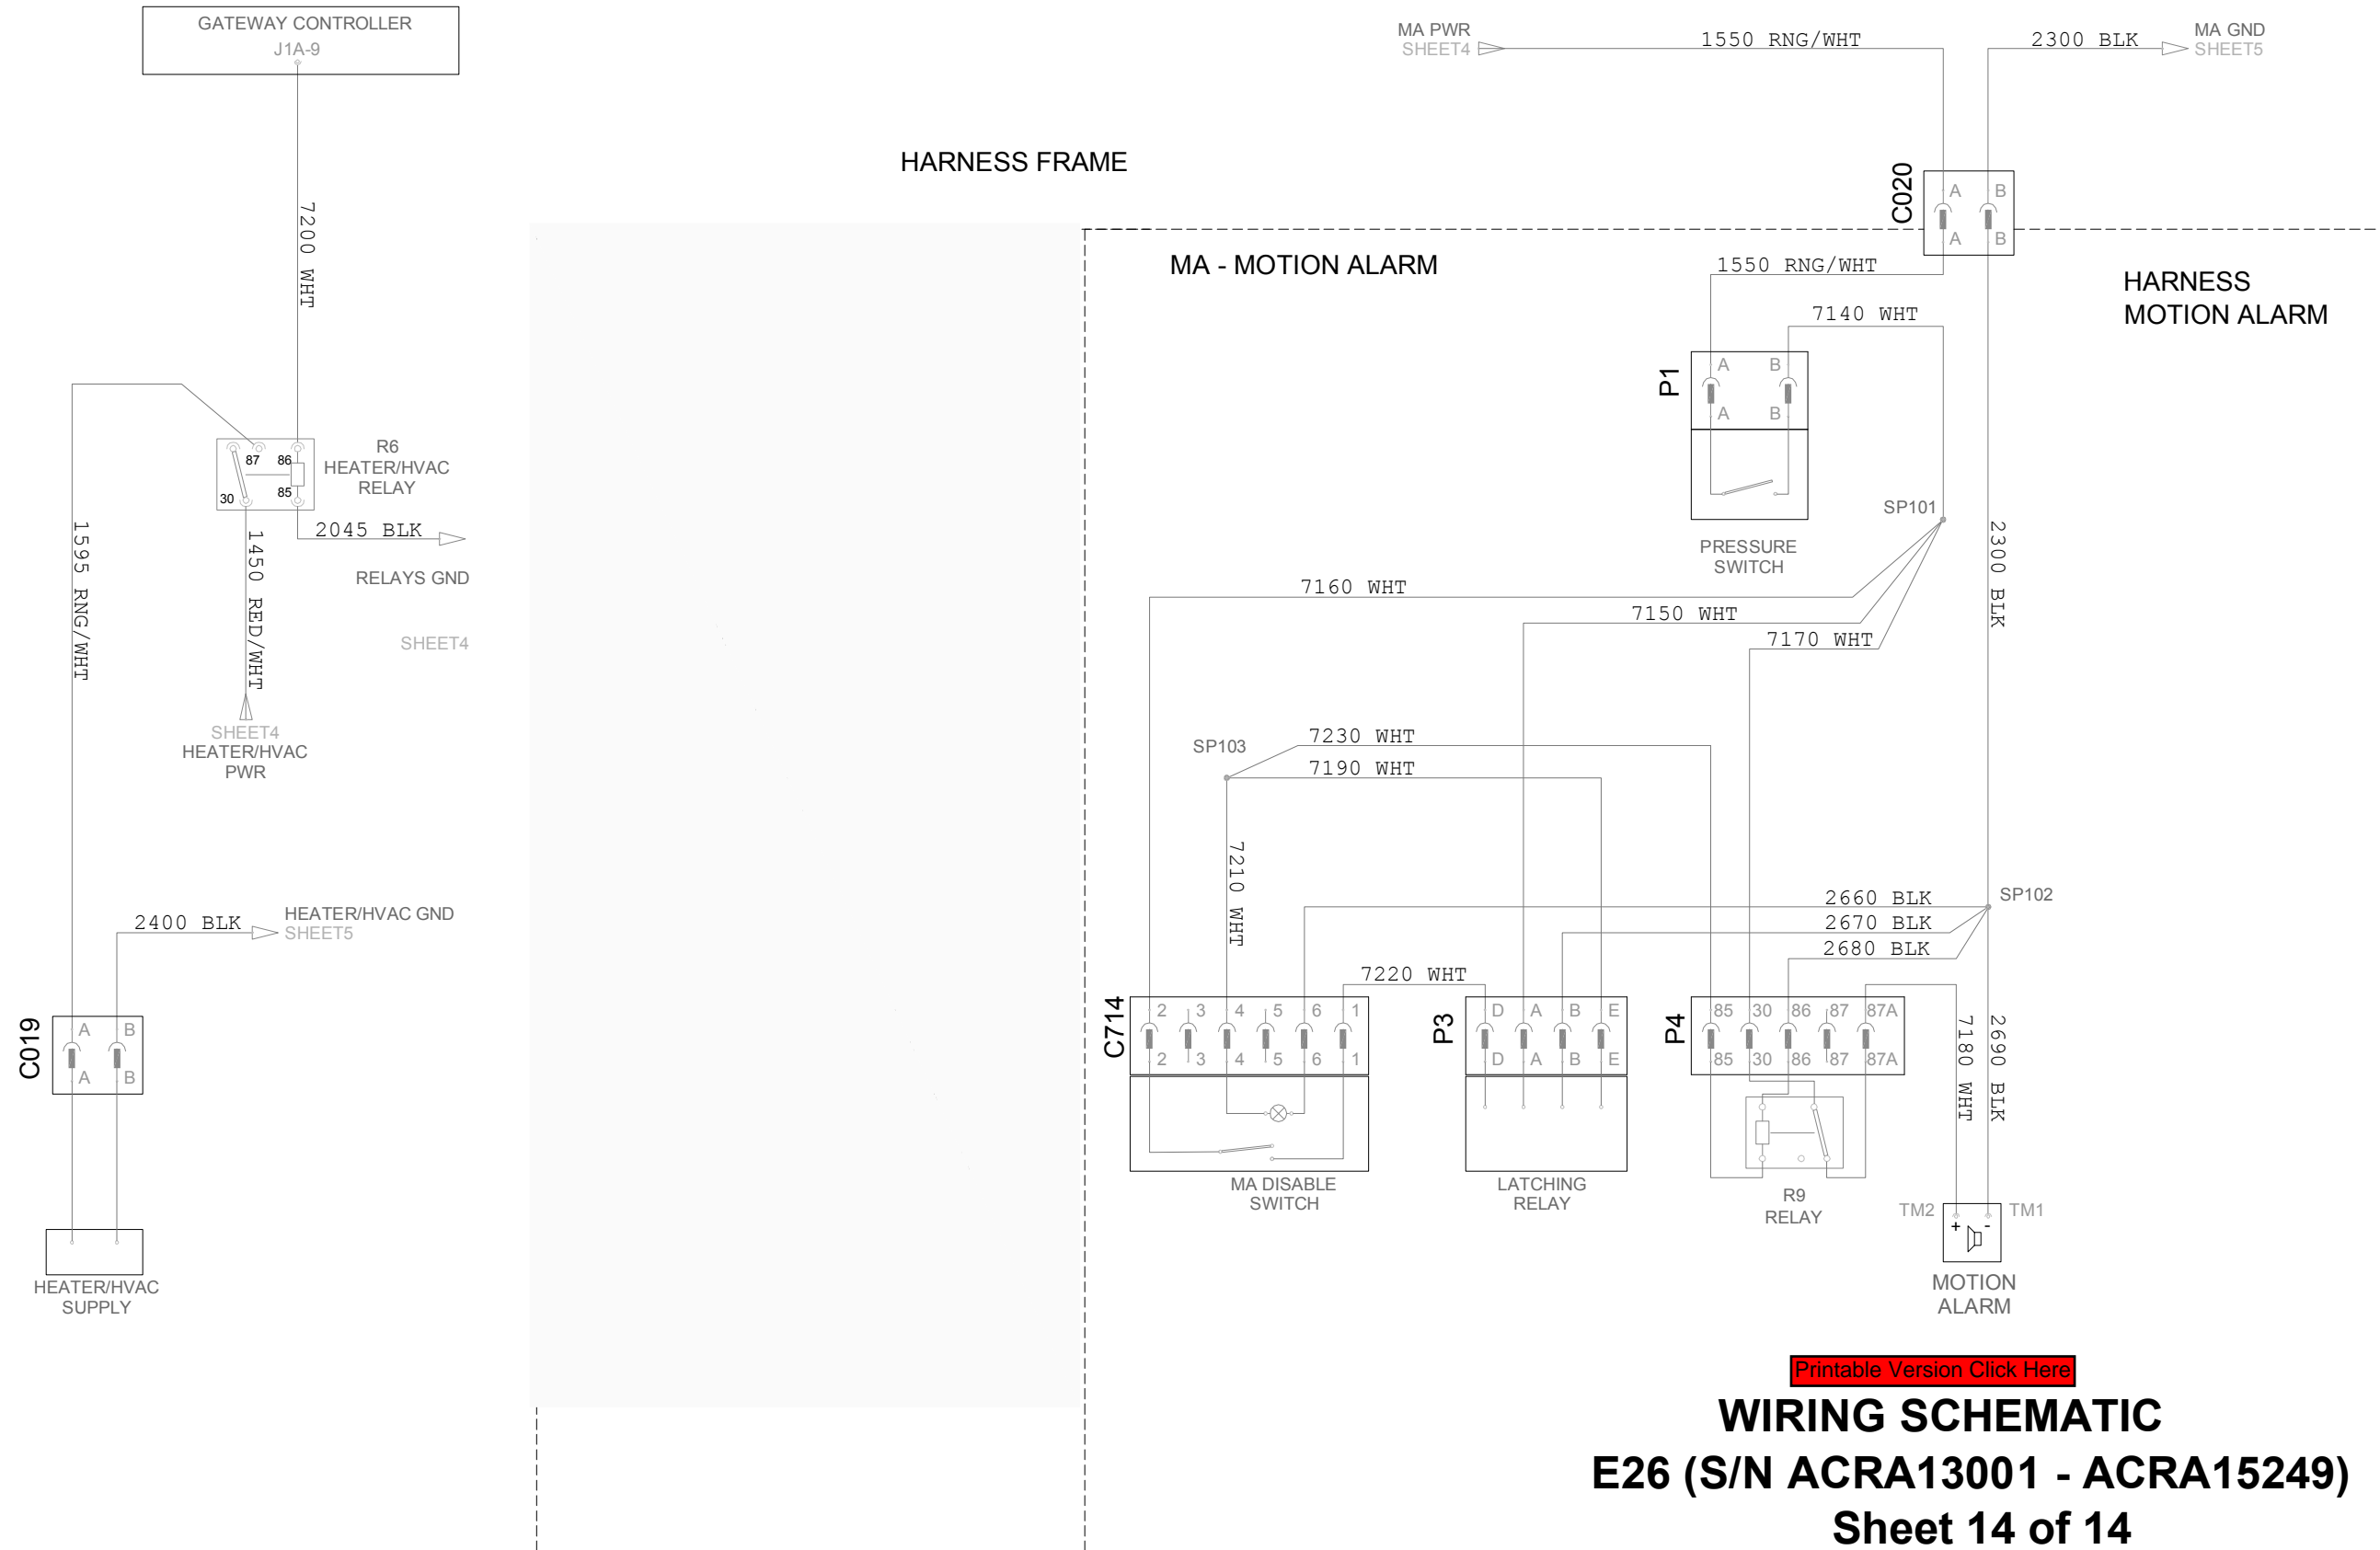 GATEWAY CONTROLLER
J1A-9
7200 WHT
87
86
30
85
R6
HEATER/HVAC
RELAY
2045 BLK
RELAYS GND
SHEET4
1595 RNG/WHT
1450 RED/WHT
SHEET4
HEATER/HVAC
PWR
2400 BLK
HEATER/HVAC GND
SHEET5
C019
A
B
A
B
HEATER/HVAC
SUPPLY
HARNESS FRAME
MA PWR
SHEET4
1550 RNG/WHT
2300 BLK
MA GND
SHEET5
C020
A
B
A
B
MA - MOTION ALARM
HARNESS
MOTION ALARM
1550 RNG/WHT
7140 WHT
P1
A
B
A
B
PRESSURE
SWITCH
SP101
2300 BLK
7160 WHT
7150 WHT
7170 WHT
SP103
7230 WHT
7190 WHT
7210 WHT
2660 BLK
2670 BLK
2680 BLK
SP102
7220 WHT
C714
2 3 4 5 6 1
2 3 4 5 6 1
MA DISABLE
SWITCH
P3
D A B E
D A B E
LATCHING
RELAY
P4
85 30 86 87 87A
85 30 86 87 87A
R9
RELAY
7180 WHT
2690 BLK
TM2
TM1
+ -
MOTION
ALARM
Printable Version Click Here
WIRING SCHEMATIC
E26 (S/N ACRA13001 - ACRA15249)
Sheet 14 of 14